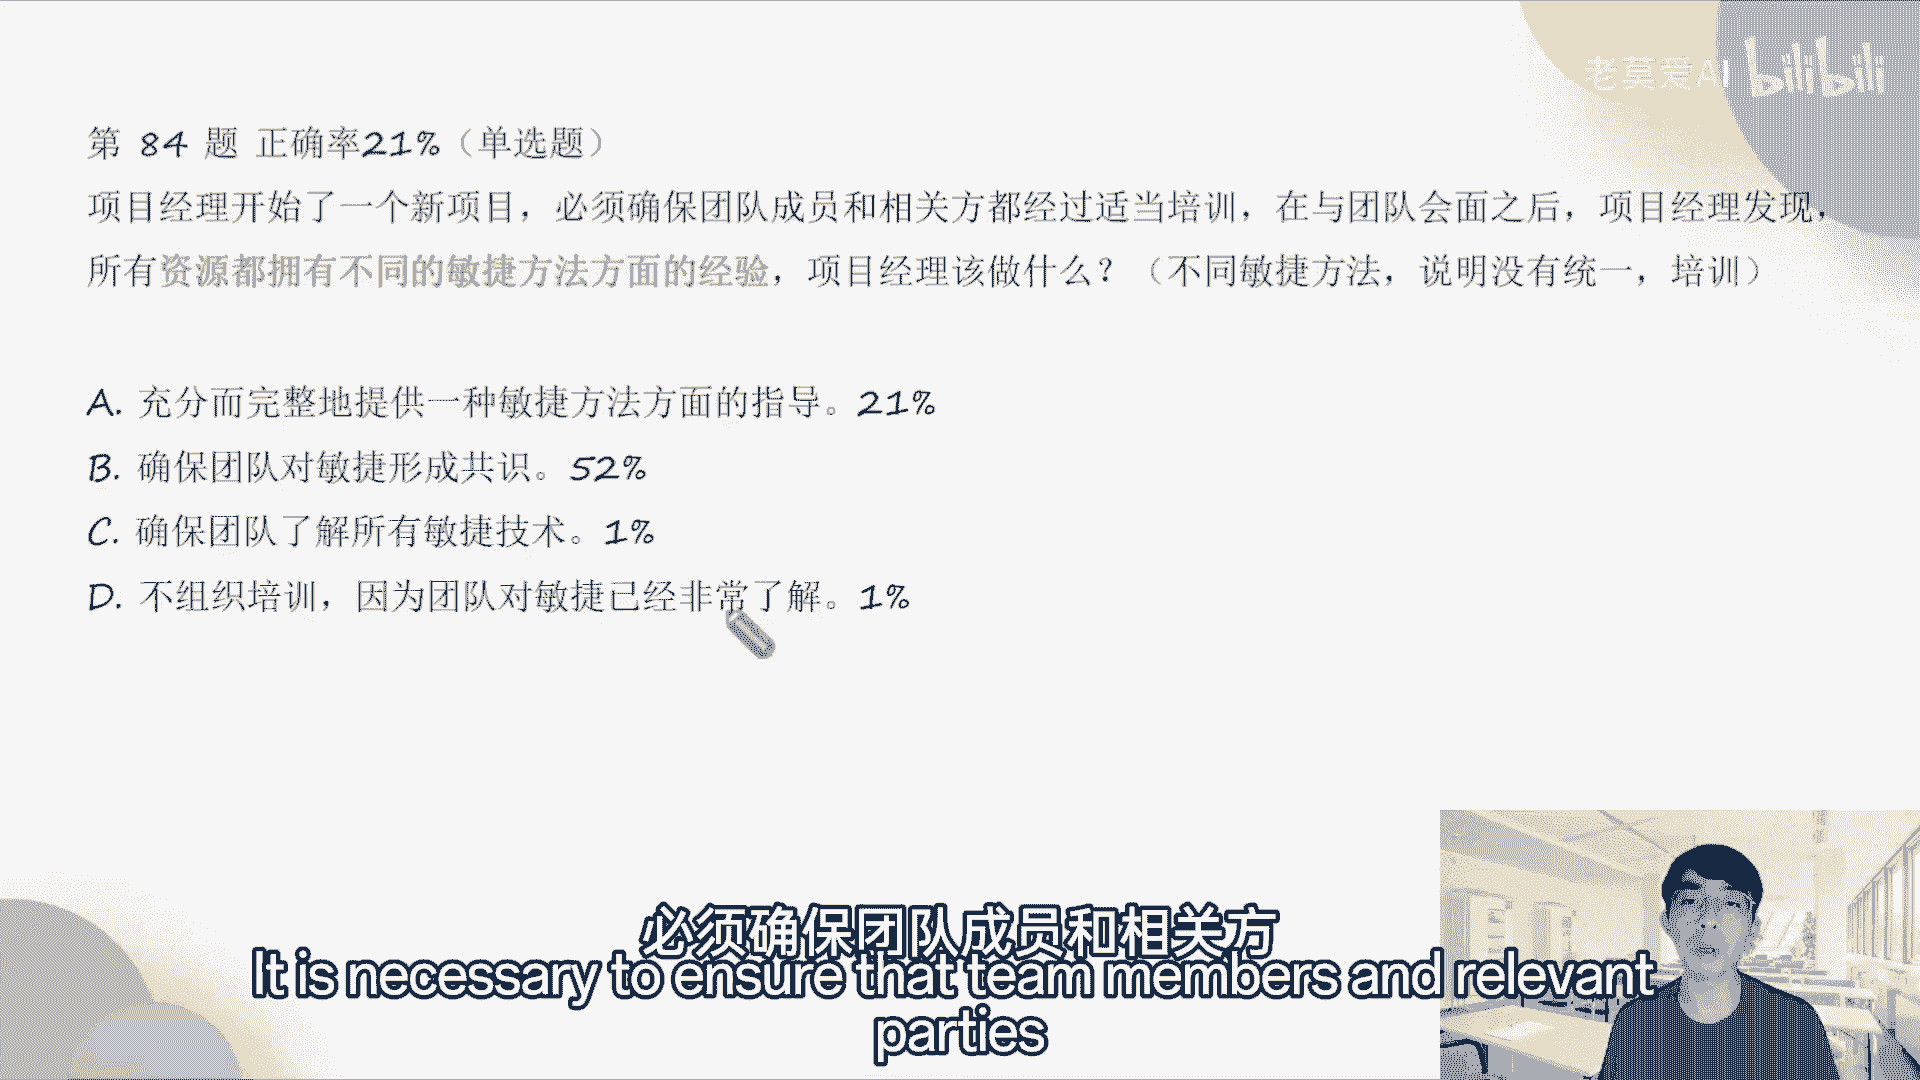 老莫爱AI bilibili
第 84 题 正确率21%（单选题）
项目经理开始了一个新项目，必须确保团队成员和相关方都经过适当培训，在与团队会面之后，项目经理发现，
所有资源都拥有不同的敏捷方法方面的经验，项目经理该做什么？（不同敏捷方法，说明没有统一，培训）
A. 充分而完整地提供一种敏捷方法方面的指导。21%
B. 确保团队对敏捷形成共识。52%
C. 确保团队了解所有敏捷技术。1%
D. 不组织培训，因为团队对敏捷已经非常了解。1%
必须确保团队成员和相关方
It is necessary to ensure that team members and relevant
parties